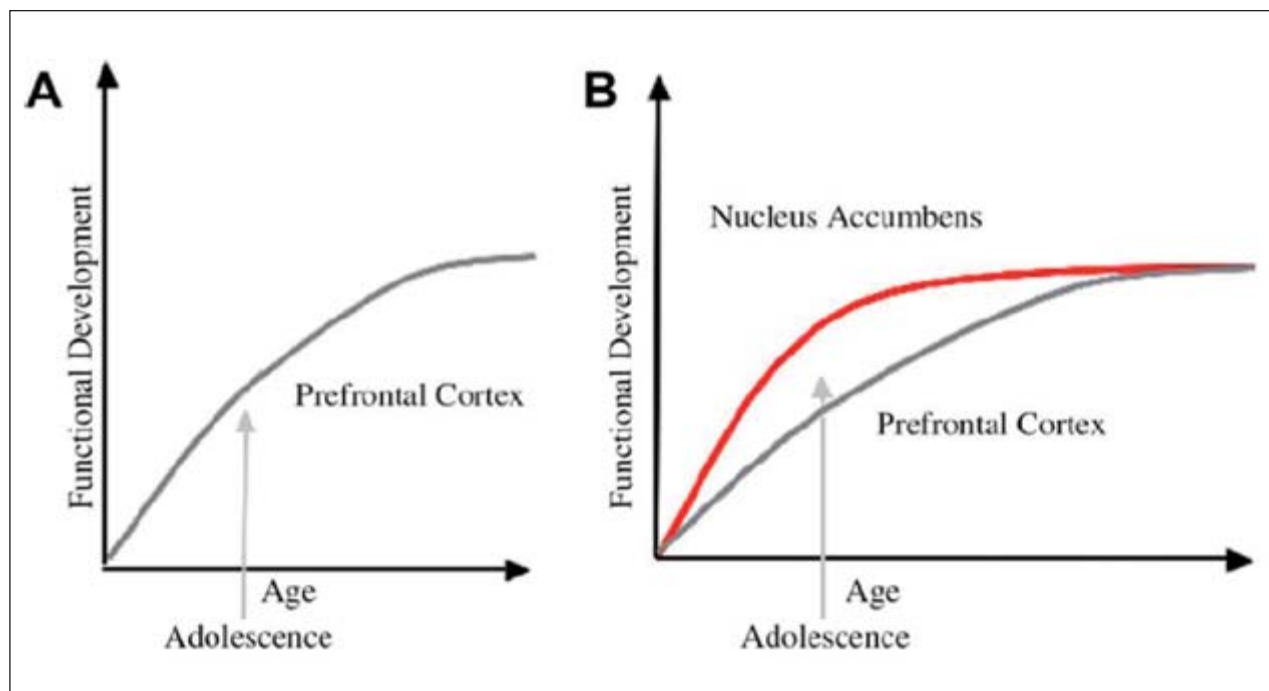 A
Functional Development
Prefrontal Cortex
Age
Adolescence
B
Functional Development
Nucleus Accumbens
Prefrontal Cortex
Age
Adolescence